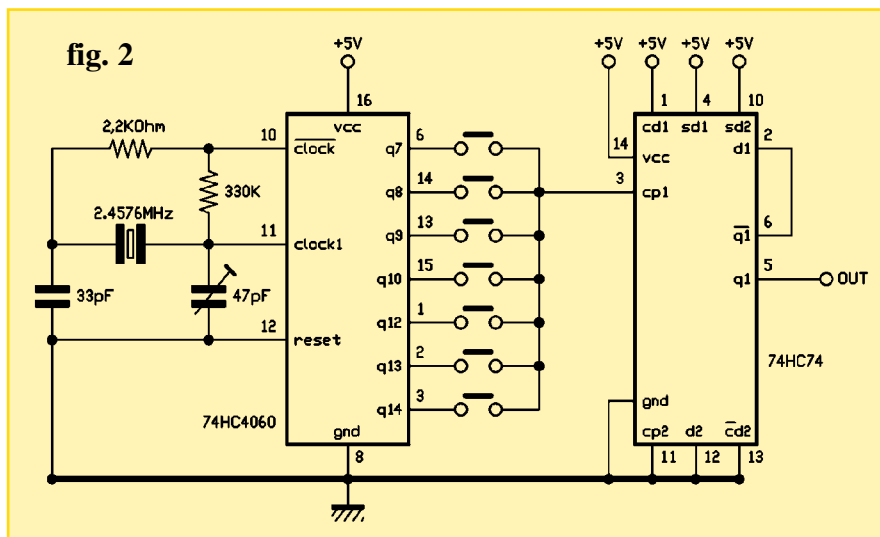 fig. 2
+5V
+5V +5V +5V +5V
16
1 4 10
2,2KOhm
10
clock
vcc
q7
6
14
vcc
cd1 sd1 sd2
d1
2
330K
q8
14
3
cp1
2.4576MHz
11
clock1
q9
13
q1
6
33pF
47pF
q10
15
q1
5
OUT
12
reset
q12
1
q13
2
74HC74
q14
3
gnd
74HC4060
gnd
8
cp2 d2 cd2
11 12 13